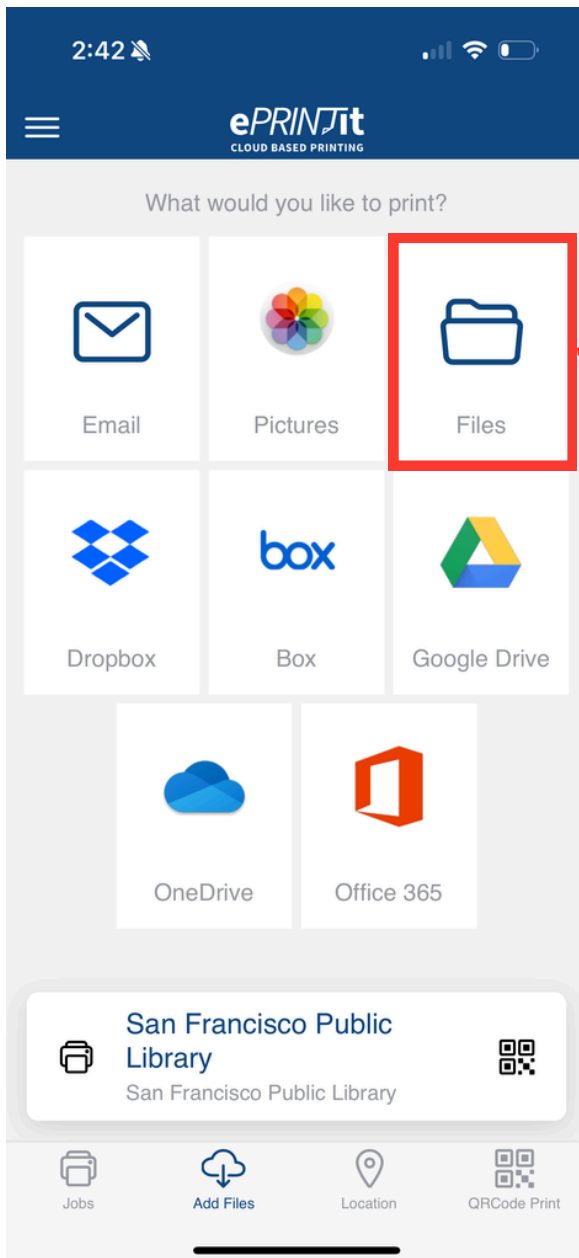 2:42
ePRINTit
CLOUD BASED PRINTING
What would you like to print?
Email
Pictures
Files
Dropbox
box
Box
Google Drive
OneDrive
Office 365
San Francisco Public
Library
San Francisco Public Library
Jobs
Add Files
Location
QRCode Print